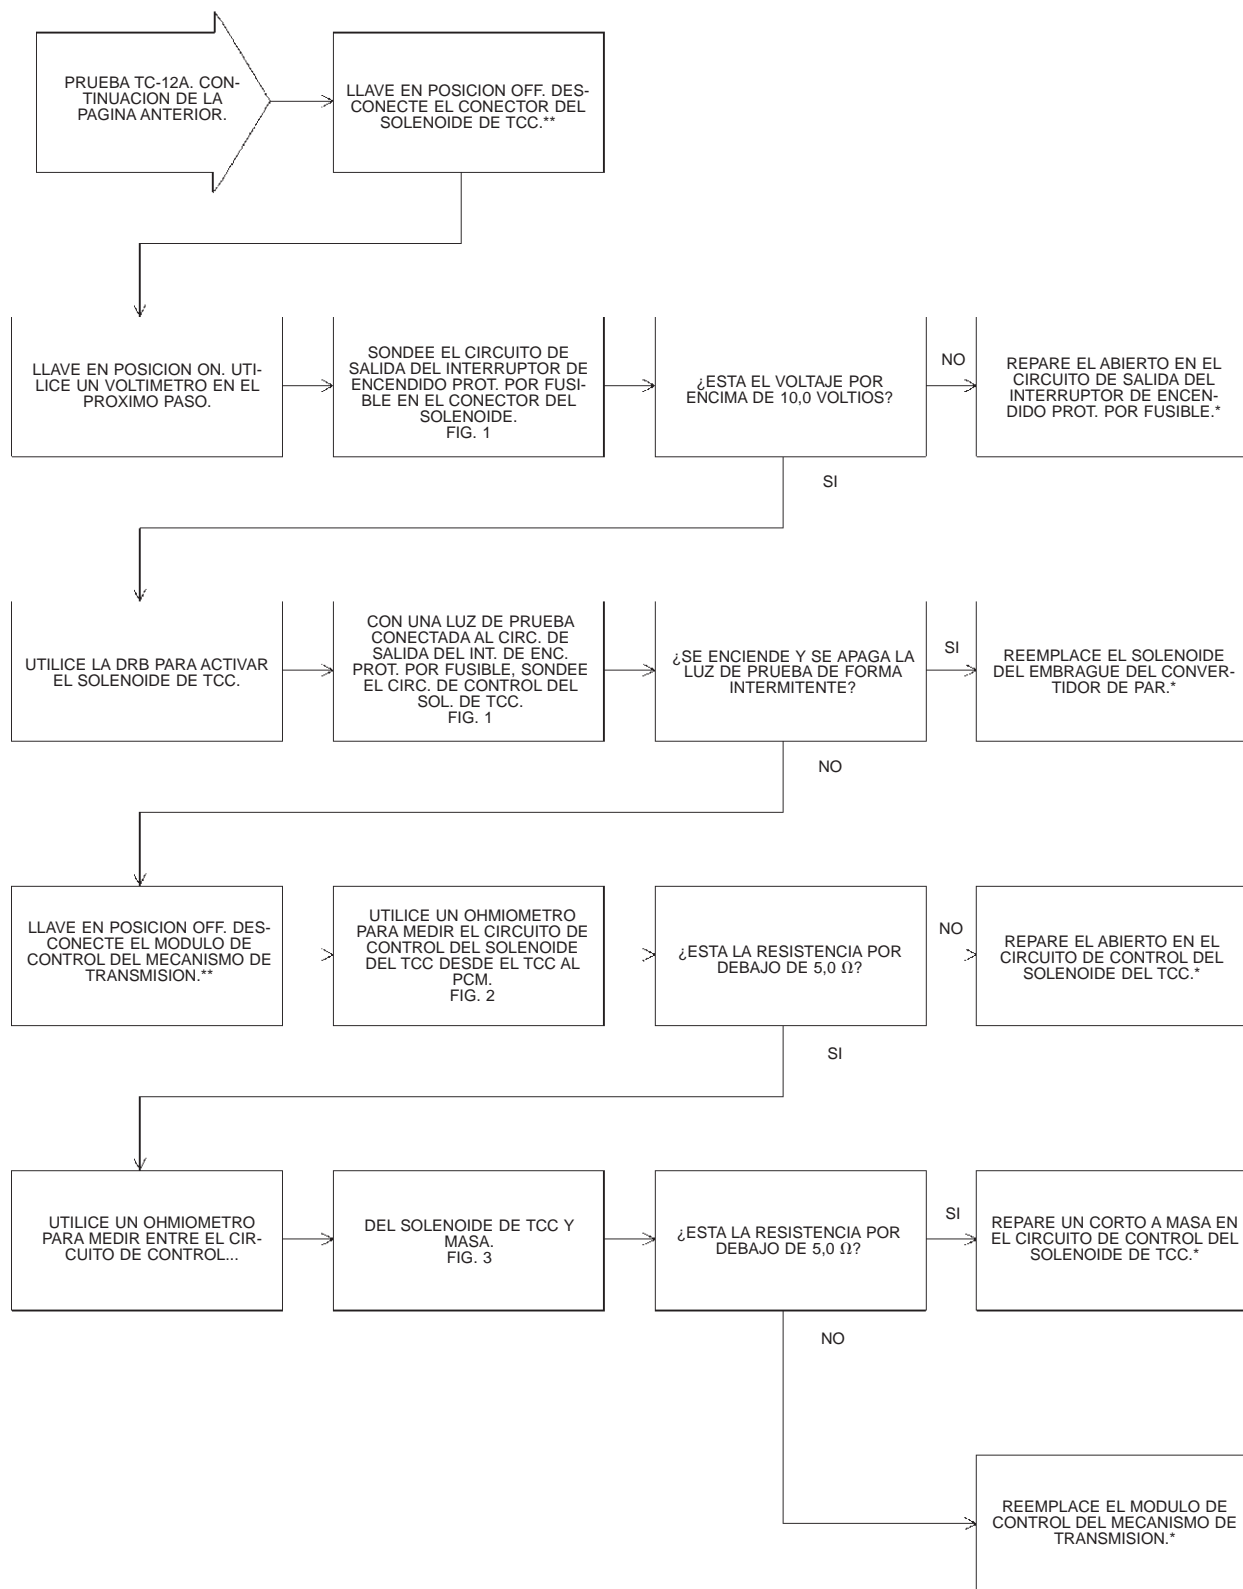 PRUEBA TC-12A. CON-
TINUACION DE LA
PAGINA ANTERIOR.
LLAVE EN POSICION OFF. DES-
CONECTE EL CONECTOR DEL
SOLENOIDE DE TCC.**
LLAVE EN POSICION ON. UTI-
LICE UN VOLTIMETRO EN EL
PROXIMO PASO.
SONDEE EL CIRCUITO DE
SALIDA DEL INTERRUPTOR DE
ENCENDIDO PROT. POR FUSI-
BLE EN EL CONECTOR DEL
SOLENOIDE.
FIG. 1
¿ESTA EL VOLTAJE POR
ENCIMA DE 10,0 VOLTIOS?
NO
REPARE EL ABIERTO EN EL
CIRCUITO DE SALIDA DEL
INTERRUPTOR DE ENCEN-
DIDO PROT. POR FUSIBLE.*
SI
UTILICE LA DRB PARA ACTIVAR
EL SOLENOIDE DE TCC.
CON UNA LUZ DE PRUEBA
CONECTADA AL CIRC. DE
SALIDA DEL INT. DE ENC.
PROT. POR FUSIBLE, SONDEE
EL CIRC. DE CONTROL DEL
SOL. DE TCC.
FIG. 1
¿SE ENCIENDE Y SE APAGA LA
LUZ DE PRUEBA DE FORMA
INTERMITENTE?
SI
REEMPLACE EL SOLENOIDE
DEL EMBRAGUE DEL CONVER-
TIDOR DE PAR.*
NO
LLAVE EN POSICION OFF. DES-
CONECTE EL MODULO DE
CONTROL DEL MECANISMO DE
TRANSMISION.**
UTILICE UN OHMIOMETRO
PARA MEDIR EL CIRCUITO DE
CONTROL DEL SOLENOIDE
DEL TCC DESDE EL TCC AL
PCM.
FIG. 2
¿ESTA LA RESISTENCIA POR
DEBAJO DE 5,0 Ω?
NO
REPARE EL ABIERTO EN EL
CIRCUITO DE CONTROL DEL
SOLENOIDE DEL TCC.*
SI
UTILICE UN OHMIOMETRO
PARA MEDIR ENTRE EL CIR-
CUITO DE CONTROL...
DEL SOLENOIDE DE TCC Y
MASA.
FIG. 3
¿ESTA LA RESISTENCIA POR
DEBAJO DE 5,0 Ω?
SI
REPARE UN CORTO A MASA EN
EL CIRCUITO DE CONTROL DEL
SOLENOIDE DE TCC.*
NO
REEMPLACE EL MODULO DE
CONTROL DEL MECANISMO DE
TRANSMISION.*